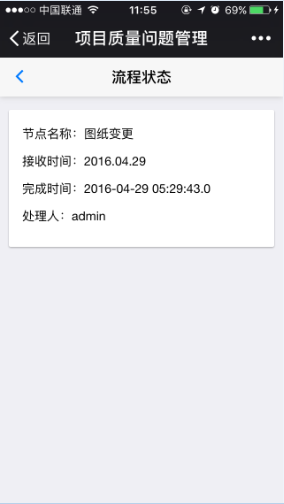 中国联通 11:55 69%
返回 项目质量问题管理
流程状态
节点名称：图纸变更
接收时间：2016.04.29
完成时间：2016-04-29 05:29:43.0
处理人：admin